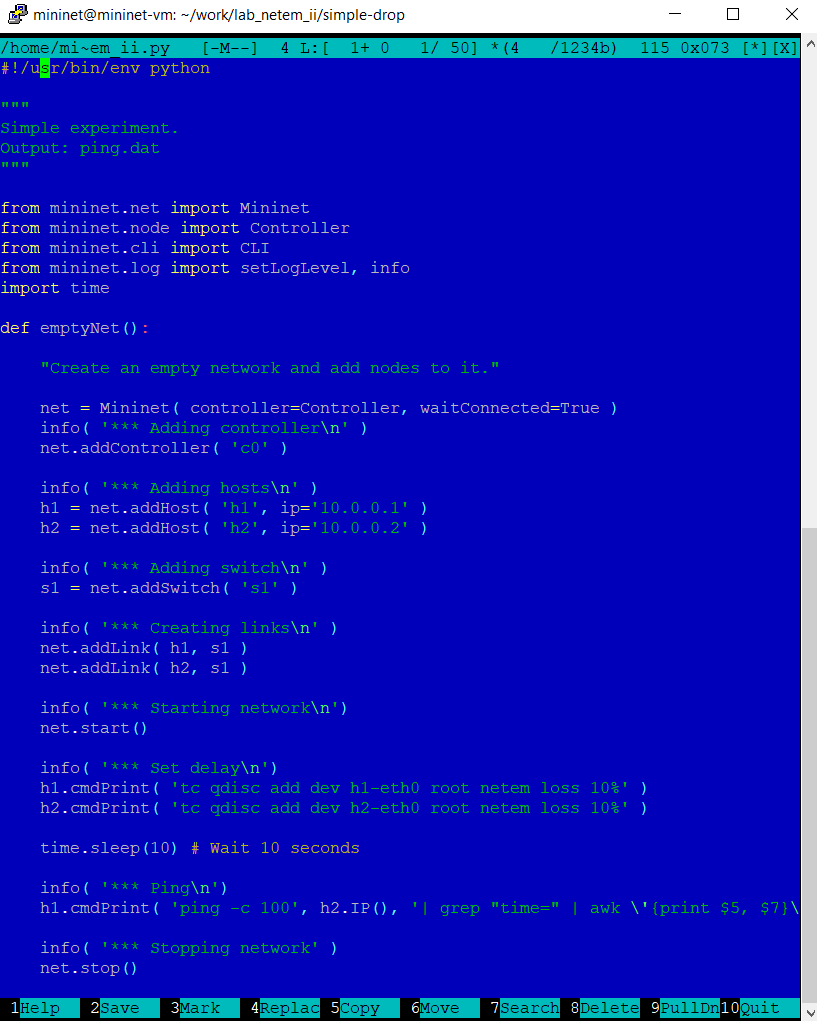 mininet@mininet-vm: ~/work/lab_netem_ii/simple-drop
/home/mi~em_ii.py   [-M--]  4 L:[  1+ 0   1/ 50] *(4   /1234b)  115 0x073 [*][X]
#!/usr/bin/env python
"""
Simple experiment.
Output: ping.dat
"""
from mininet.net import Mininet
from mininet.node import Controller
from mininet.cli import CLI
from mininet.log import setLogLevel, info
import time
def emptyNet():
    "Create an empty network and add nodes to it."
    net = Mininet( controller=Controller, waitConnected=True )
    info( '*** Adding controller\n' )
    net.addController( 'c0' )
    info( '*** Adding hosts\n' )
    h1 = net.addHost( 'h1', ip='10.0.0.1' )
    h2 = net.addHost( 'h2', ip='10.0.0.2' )
    info( '*** Adding switch\n' )
    s1 = net.addSwitch( 's1' )
    info( '*** Creating links\n' )
    net.addLink( h1, s1 )
    net.addLink( h2, s1 )
    info( '*** Starting network\n')
    net.start()
    info( '*** Set delay\n')
    h1.cmdPrint( 'tc qdisc add dev h1-eth0 root netem loss 10%' )
    h2.cmdPrint( 'tc qdisc add dev h2-eth0 root netem loss 10%' )
    time.sleep(10) # Wait 10 seconds
    info( '*** Ping\n')
    h1.cmdPrint( 'ping -c 100', h2.IP(), '| grep "time=" | awk \'{print $5, $7}\
    info( '*** Stopping network' )
    net.stop()
1Help 2Save 3Mark 4Replac 5Copy 6Move 7Search 8Delete 9PullDn 10Quit